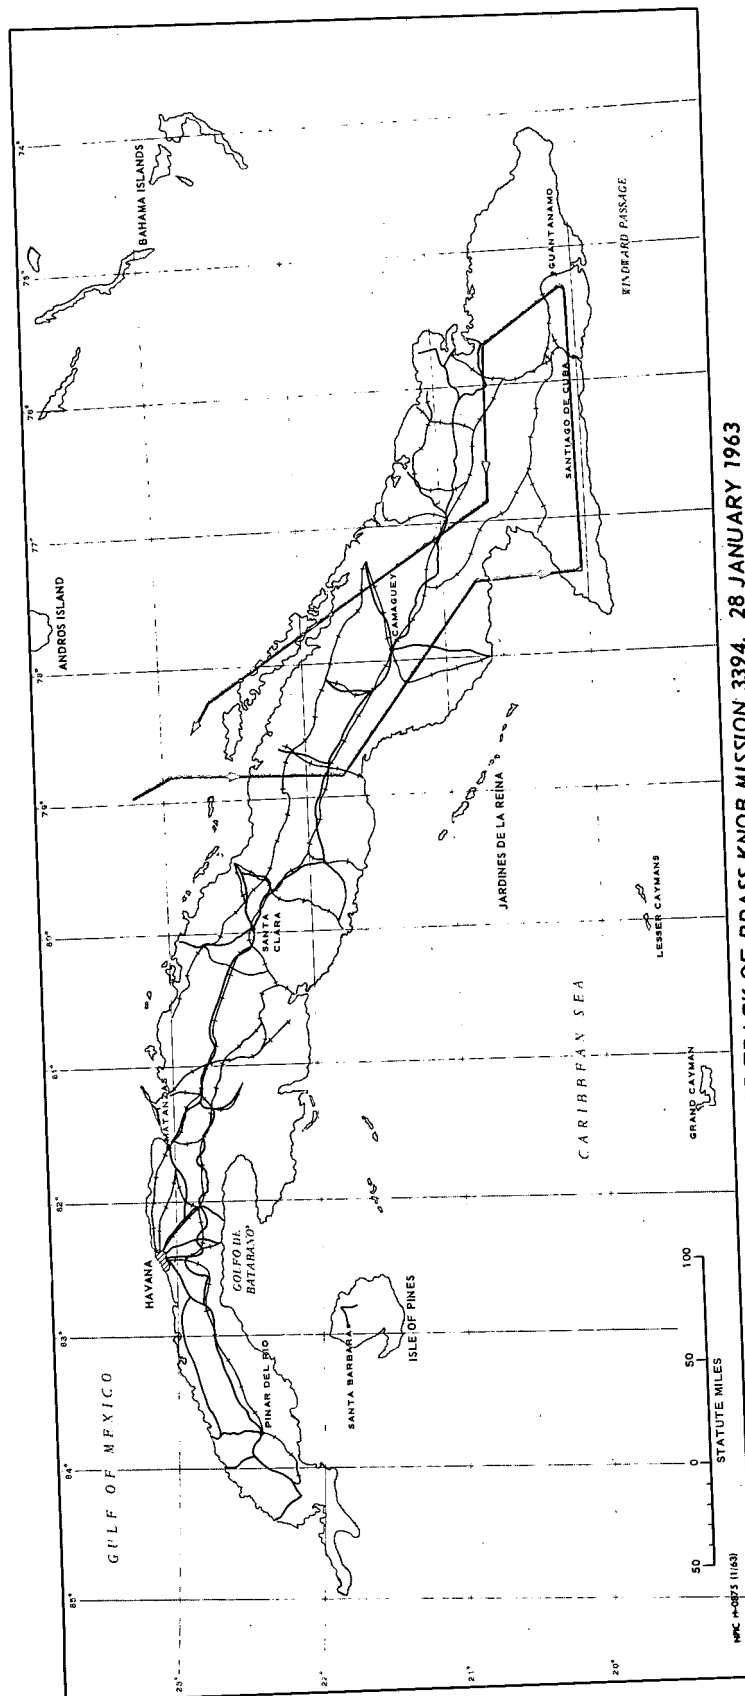 85°
84°
83°
82°
81°
80°
79°
78°
77°
76°
75°
74°
23°
22°
21°
20°
GULF OF MEXICO
HAVANA
MATANZAS
PINAR DEL RIO
GOLFO DE
BATABANO
SANTA BARBARA
ISLE OF PINES
SANTA
CLARA
CAMAGUEY
ANDROS ISLAND
BAHAMA ISLANDS
JARDINES DE LA REINA
CARIBBEAN SEA
LESSER CAYMANS
GRAND CAYMAN
SANTIAGO DE CUBA
GUANTANAMO
WINDWARD PASSAGE
50 0 50 100
STATUTE MILES
NPIC H-0875 (1/63)
TRACK OF BRASS KNOB MISSION 3394, 28 JANUARY 1963